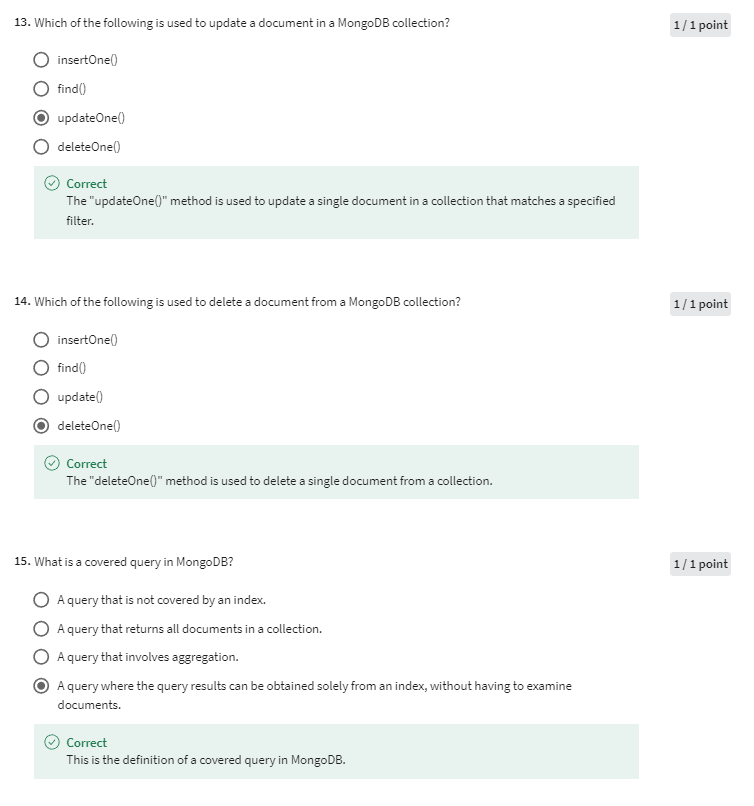 13. Which of the following is used to update a document in a MongoDB collection?
1 / 1 point
insertOne()
find()
updateOne()
deleteOne()
Correct
The "updateOne()" method is used to update a single document in a collection that matches a specified
filter.
14. Which of the following is used to delete a document from a MongoDB collection?
1 / 1 point
insertOne()
find()
update()
deleteOne()
Correct
The "deleteOne()" method is used to delete a single document from a collection.
15. What is a covered query in MongoDB?
1 / 1 point
A query that is not covered by an index.
A query that returns all documents in a collection.
A query that involves aggregation.
A query where the query results can be obtained solely from an index, without having to examine
documents.
Correct
This is the definition of a covered query in MongoDB.